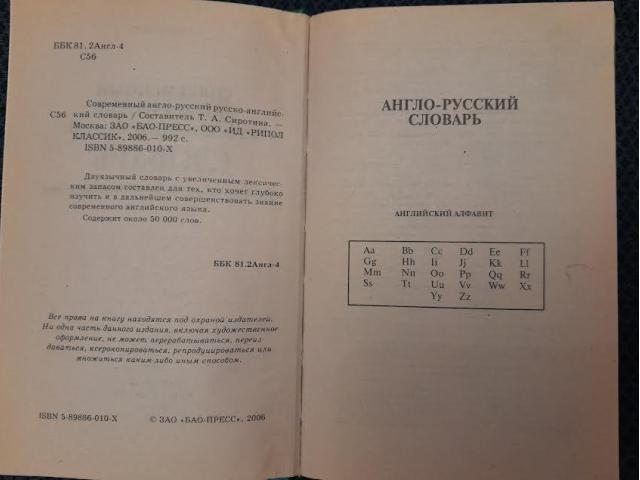 ББК 81.2Англ-4
С56
Современный англо-русский русско-английс-
С56 кий словарь / Составитель Т. А. Сиротина. —
Москва: ЗАО «БАО-ПРЕСС», ООО «ИД «РИПОЛ
КЛАССИК», 2006. — 992 с.
ISBN 5-89886-010-X
Двуязычный словарь с увеличенным лексичес-
ким запасом составлен для тех, кто хочет глубоко
изучить и в дальнейшем совершенствовать знание
современного английского языка.
Содержит около 50 000 слов.
ББК 81.2Англ-4
Все права на книгу находятся под охраной издателей.
Ни одна часть данного издания, включая художественное
оформление, не может перерабатываться, переиз
даваться, ксерокопироваться, репродуцироваться или
множиться каким-либо иным способом.
ISBN 5-89886-010-X © ЗАО «БАО-ПРЕСС», 2006
АНГЛО-РУССКИЙ
СЛОВАРЬ
АНГЛИЙСКИЙ АЛФАВИТ
Aa Bb Cc Dd Ee Ff
Gg Hh Ii Jj Kk Ll
Mm Nn Oo Pp Qq Rr
Ss Tt Uu Vv Ww Xx
Yy Zz